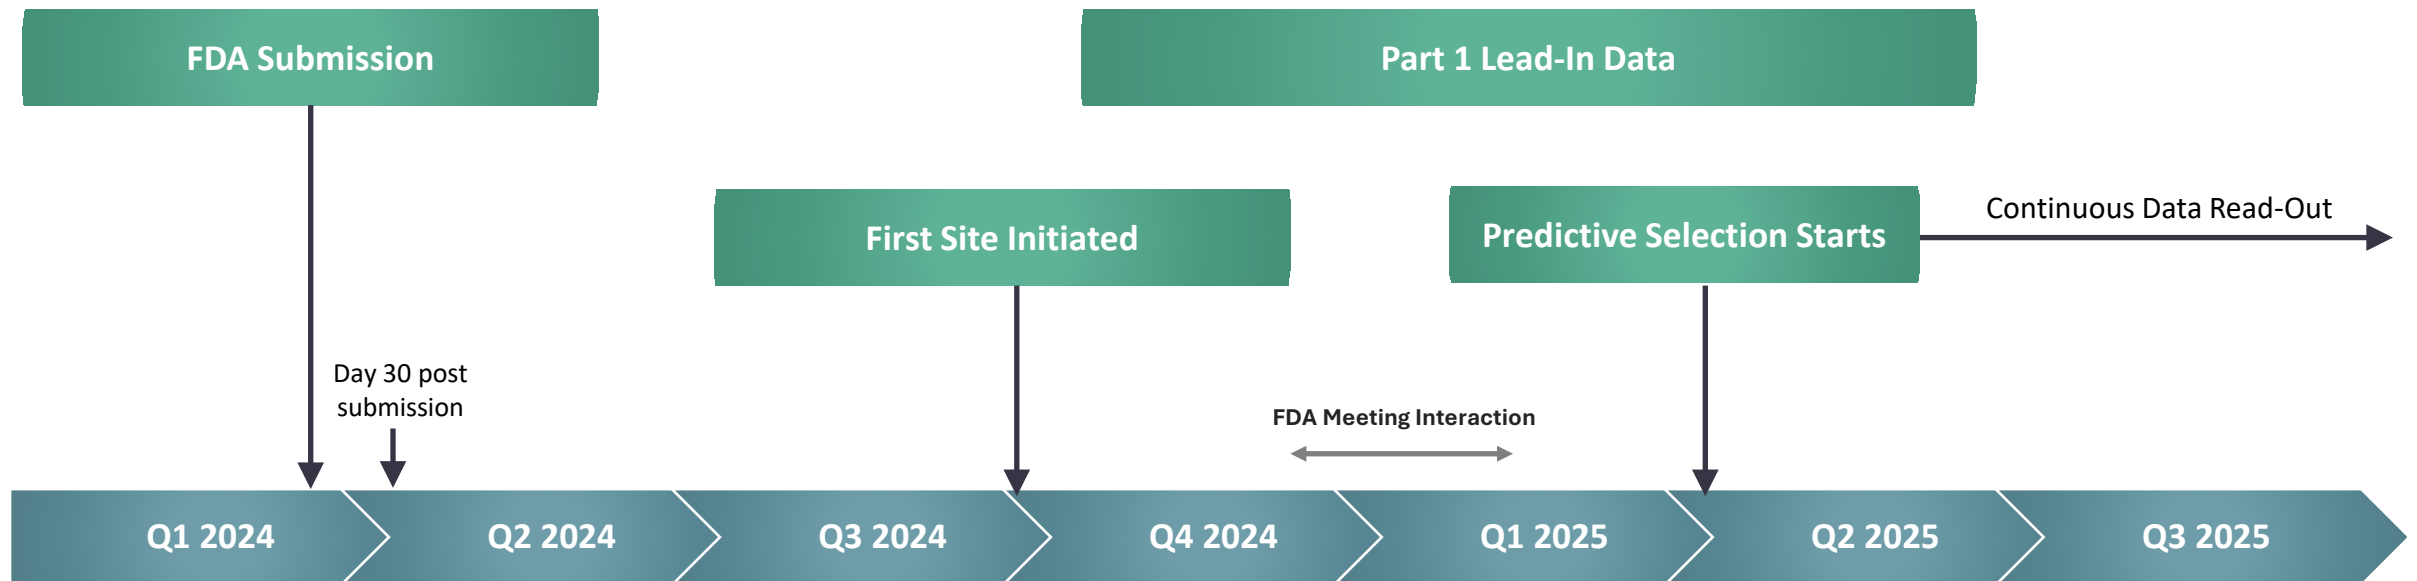 FDA Submission
Part 1 Lead-In Data
First Site Initiated
Predictive Selection Starts
Continuous Data Read-Out
Day 30 post
submission
FDA Meeting Interaction
Q1 2024
Q2 2024
Q3 2024
Q4 2024
Q1 2025
Q2 2025
Q3 2025